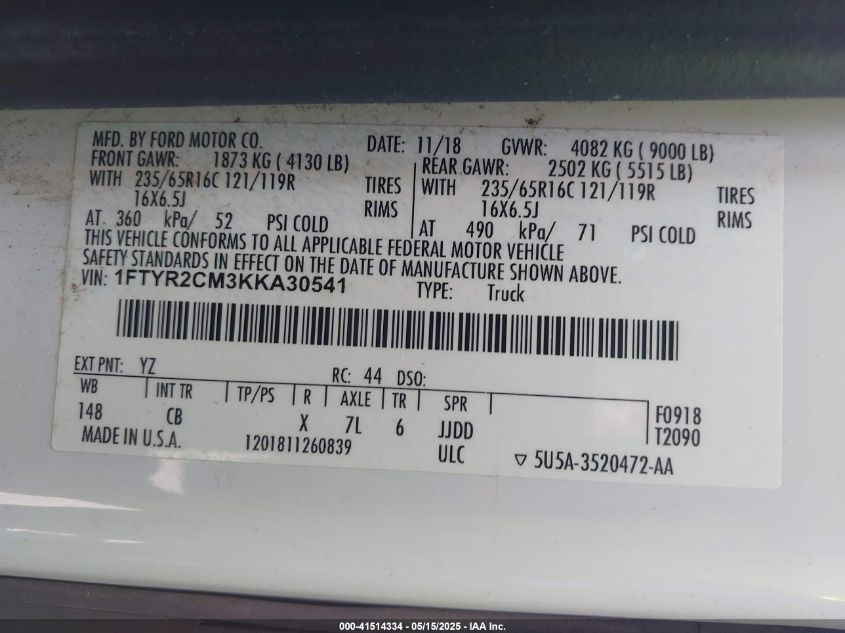 MFD. BY FORD MOTOR CO. DATE: 11/18 GVWR: 4082 KG ( 9000 LB)
FRONT GAWR: 1873 KG ( 4130 LB) REAR GAWR: 2502 KG ( 5515 LB)
WITH 235/65R16C 121/119R TIRES WITH 235/65R16C 121/119R TIRES
16X6.5J RIMS 16X6.5J RIMS
AT 360 kPa/ 52 PSI COLD AT 490 kPa/ 71 PSI COLD
THIS VEHICLE CONFORMS TO ALL APPLICABLE FEDERAL MOTOR VEHICLE
SAFETY STANDARDS IN EFFECT ON THE DATE OF MANUFACTURE SHOWN ABOVE.
VIN: 1FTYR2CM3KKA30541 TYPE: Truck
EXT PNT: YZ RC: 44 DSO:
WB INT TR TP/PS R AXLE TR SPR
148 CB X 7L 6 JJDD F0918
MADE IN U.S.A. 1201811260839 ULC T2090
▽ 5U5A-3520472-AA
000-41514334 - 05/15/2025 - IAA Inc.